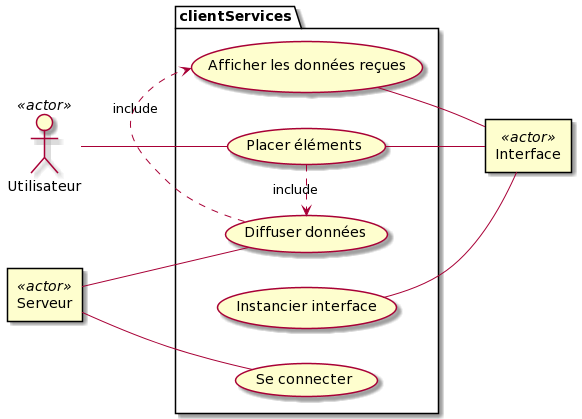 clientServices
Afficher les données reçues
«actor»
include
Utilisateur
Placer éléments
«actor»
Interface
include
Diffuser données
«actor»
Serveur
Instancier interface
Se connecter